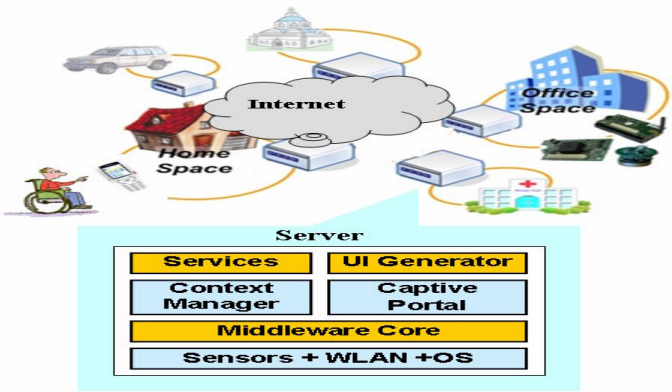 Internet
Office
Space
Home
Space
Server
Services
UI Generator
Context
Manager
Captive
Portal
Middleware Core
Sensors + WLAN +OS